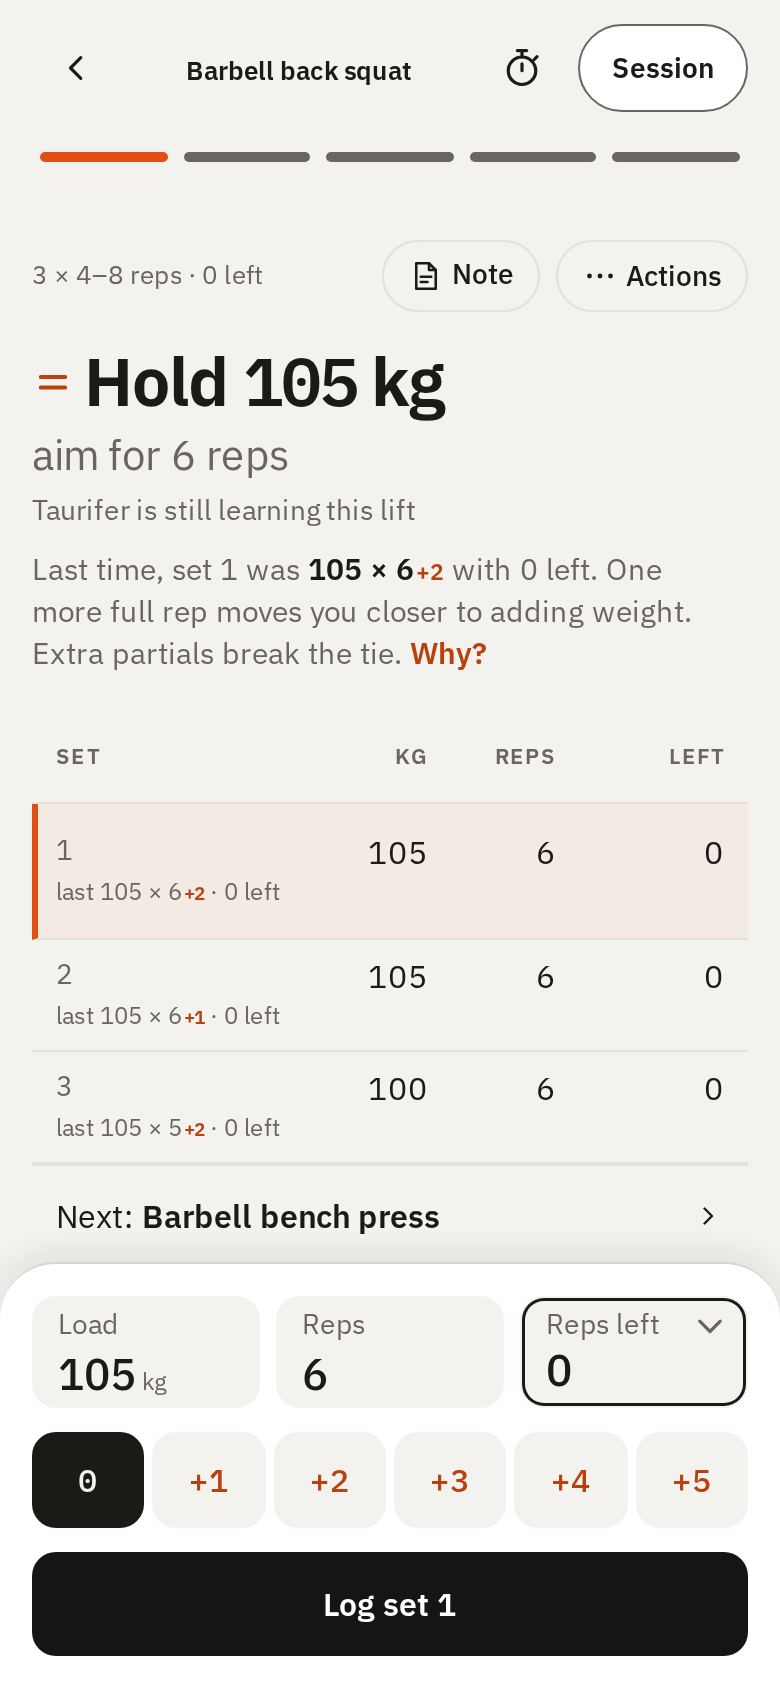 Barbell back squat
Session
3 × 4–8 reps · 0 left
Note
Actions
= Hold 105 kg
aim for 6 reps
Taurifer is still learning this lift
Last time, set 1 was 105 × 6+2 with 0 left. One
more full rep moves you closer to adding weight.
Extra partials break the tie. Why?
SET KG REPS LEFT
1 105 6 0
last 105 × 6+2 · 0 left
2 105 6 0
last 105 × 6+1 · 0 left
3 100 6 0
last 105 × 5+2 · 0 left
Next: Barbell bench press
Load Reps Reps left
105 kg 6 0
0 +1 +2 +3 +4 +5
Log set 1